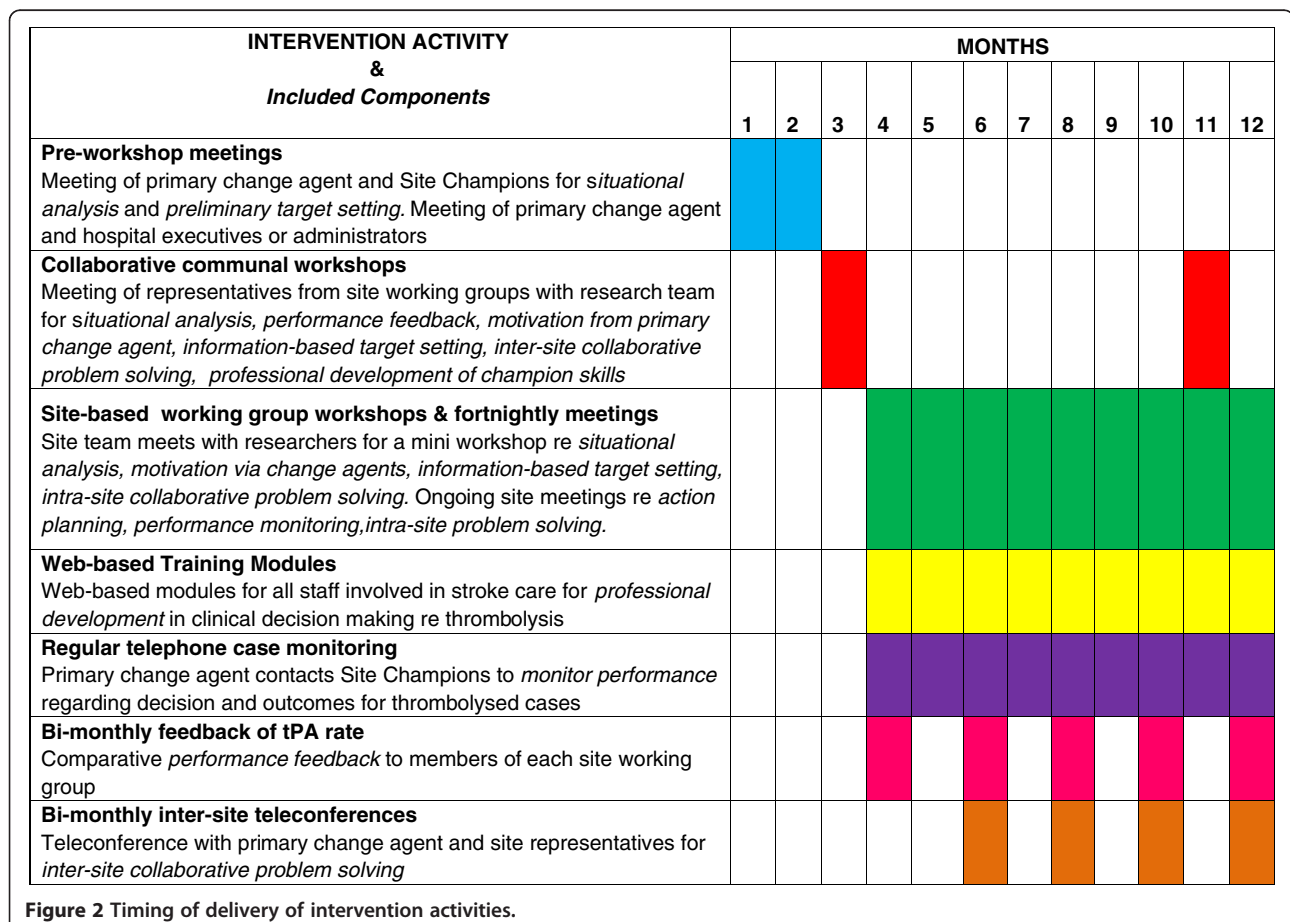 INTERVENTION ACTIVITY
&
Included Components
MONTHS
1 2 3 4 5 6 7 8 9 10 11 12
Pre-workshop meetings
Meeting of primary change agent and Site Champions for situational
analysis and preliminary target setting. Meeting of primary change agent
and hospital executives or administrators
Collaborative communal workshops
Meeting of representatives from site working groups with research team
for situational analysis, performance feedback, motivation from primary
change agent, information-based target setting, inter-site collaborative
problem solving, professional development of champion skills
Site-based working group workshops & fortnightly meetings
Site team meets with researchers for a mini workshop re situational
analysis, motivation via change agents, information-based target setting,
intra-site collaborative problem solving. Ongoing site meetings re action
planning, performance monitoring,intra-site problem solving.
Web-based Training Modules
Web-based modules for all staff involved in stroke care for professional
development in clinical decision making re thrombolysis
Regular telephone case monitoring
Primary change agent contacts Site Champions to monitor performance
regarding decision and outcomes for thrombolysed cases
Bi-monthly feedback of tPA rate
Comparative performance feedback to members of each site working
group
Bi-monthly inter-site teleconferences
Teleconference with primary change agent and site representatives for
inter-site collaborative problem solving
Figure 2 Timing of delivery of intervention activities.